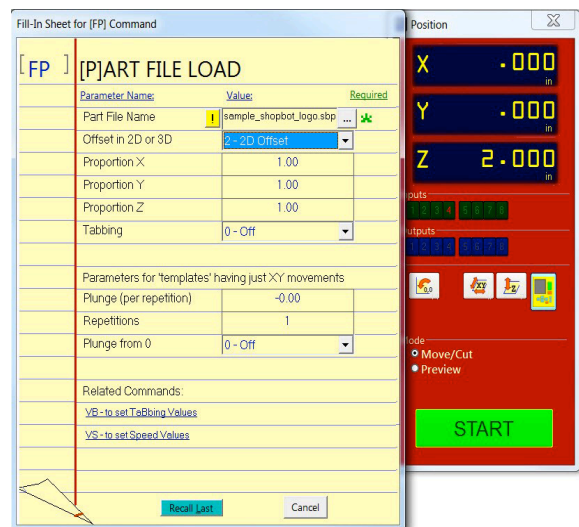 Fill-In Sheet for [FP] Command
[ FP ] [P]ART FILE LOAD
Parameter Name: Value: Required
Part File Name ! sample_shopbot_logo.sbp ...
Offset in 2D or 3D 2 - 2D Offset
Proportion X 1.00
Proportion Y 1.00
Proportion Z 1.00
Tabbing 0 - Off
Parameters for 'templates' having just XY movements
Plunge (per repetition) -0.00
Repetitions 1
Plunge from 0 0 - Off
Related Commands:
VB - to set TaBbing Values
VS - to set Speed Values
Recall Last Cancel
Position
X .000
in
Y .000
in
Z 2.000
in
puts
1 2 3 4 5 6 7 8
utputs
1 2 3 4 5 6 7 8
0,0 XY Z
lode
Move/Cut
Preview
START